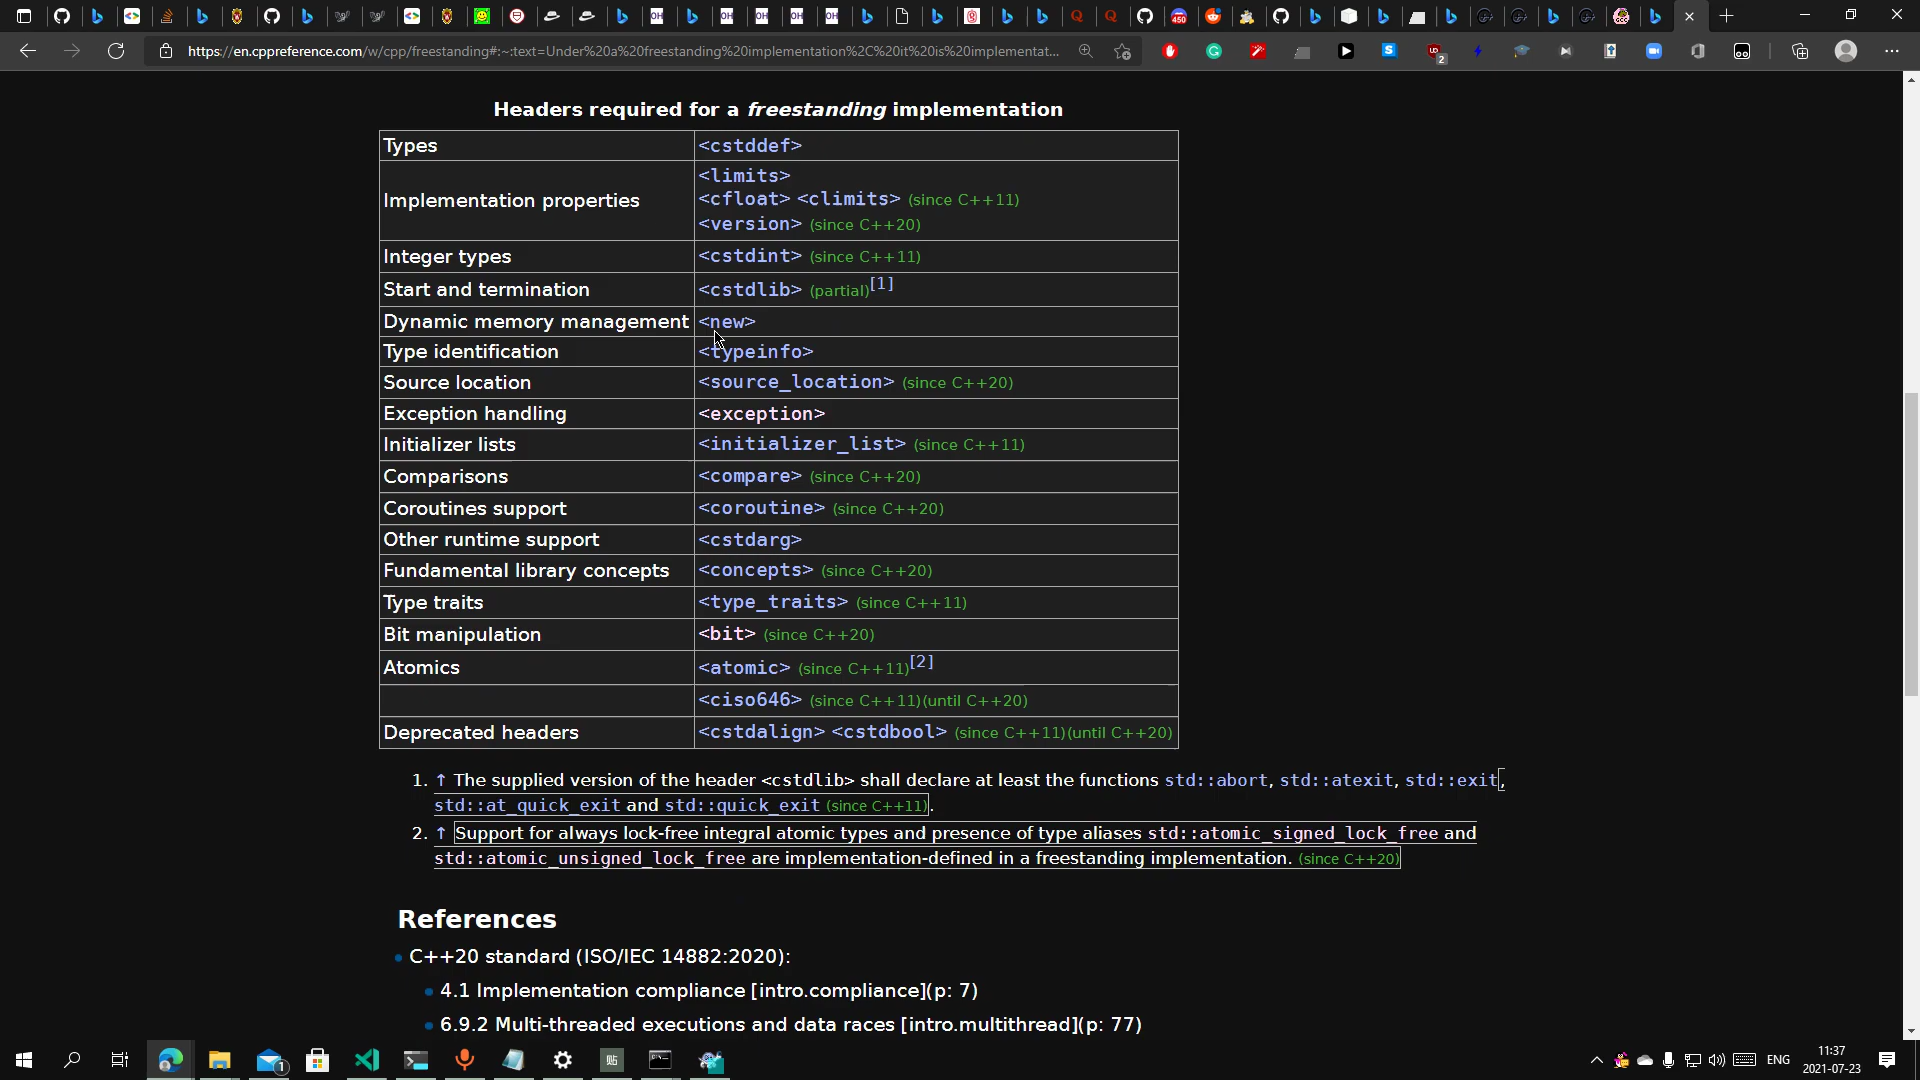 https://en.cppreference.com/w/cpp/freestanding#:~:text=Under%20a%20freestanding%20implementation%2C%20it%20is%20implementat...
Headers required for a freestanding implementation
Types <cstddef>
<limits>
Implementation properties <cfloat> <climits> (since C++11)
<version> (since C++20)
Integer types <cstdint> (since C++11)
Start and termination <cstdlib> (partial)[1]
Dynamic memory management <new>
Type identification <typeinfo>
Source location <source_location> (since C++20)
Exception handling <exception>
Initializer lists <initializer_list> (since C++11)
Comparisons <compare> (since C++20)
Coroutines support <coroutine> (since C++20)
Other runtime support <cstdarg>
Fundamental library concepts <concepts> (since C++20)
Type traits <type_traits> (since C++11)
Bit manipulation <bit> (since C++20)
Atomics <atomic> (since C++11)[2]
<ciso646> (since C++11)(until C++20)
Deprecated headers <cstdalign> <cstdbool> (since C++11)(until C++20)
1. ↑ The supplied version of the header <cstdlib> shall declare at least the functions std::abort, std::atexit, std::exit,
std::at_quick_exit and std::quick_exit (since C++11).
2. ↑ Support for always lock-free integral atomic types and presence of type aliases std::atomic_signed_lock_free and
std::atomic_unsigned_lock_free are implementation-defined in a freestanding implementation. (since C++20)
References
C++20 standard (ISO/IEC 14882:2020):
4.1 Implementation compliance [intro.compliance](p: 7)
6.9.2 Multi-threaded executions and data races [intro.multithread](p: 77)
ENG
11:37
2021-07-23